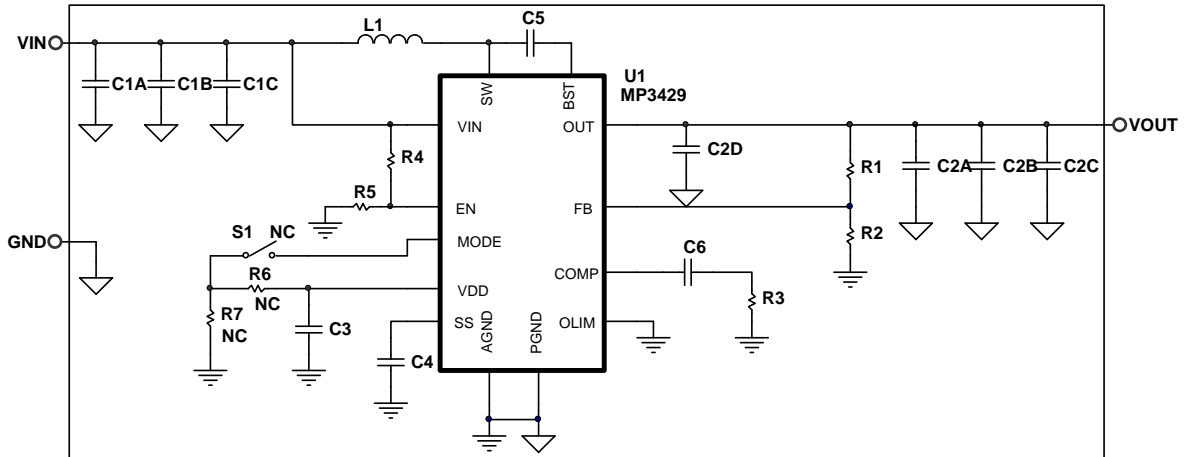 L1
C5
VIN
C1A
C1B
C1C
SW
BST
U1
MP3429
VIN
OUT
VOUT
R4
C2D
R1
C2A
C2B
C2C
R5
EN
FB
S1
NC
MODE
R2
GND
R6
NC
VDD
COMP
C6
R3
R7
NC
C3
SS
AGND
PGND
OLIM
C4